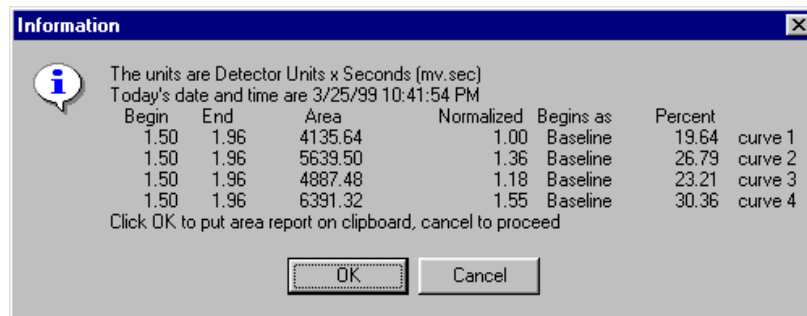 Information
The units are Detector Units x Seconds (mv.sec)
Today's date and time are 3/25/99 10:41:54 PM
Begin End Area Normalized Begins as Percent
1.50 1.96 4135.64 1.00 Baseline 19.64 curve 1
1.50 1.96 5639.50 1.36 Baseline 26.79 curve 2
1.50 1.96 4887.48 1.18 Baseline 23.21 curve 3
1.50 1.96 6391.32 1.55 Baseline 30.36 curve 4
Click OK to put area report on clipboard, cancel to proceed
OK Cancel